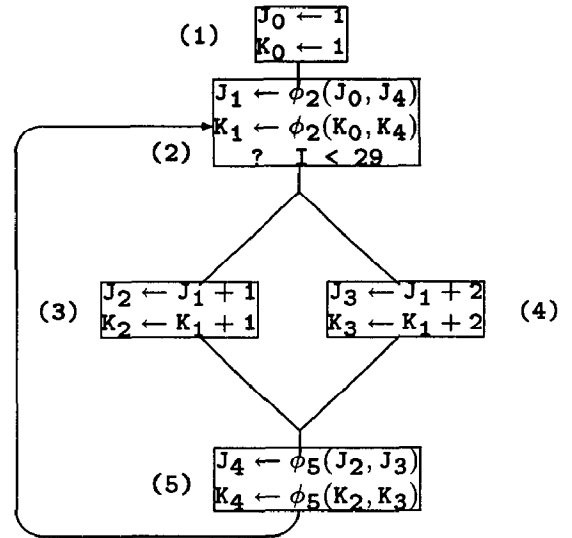 (1)
J₀ ← 1
K₀ ← 1
J₁ ← ϕ₂(J₀, J₄)
K₁ ← ϕ₂(K₀, K₄)
(2)
? I < 29
(3)
J₂ ← J₁ + 1
K₂ ← K₁ + 1
J₃ ← J₁ + 2
K₃ ← K₁ + 2
(4)
J₄ ← ϕ₅(J₂, J₃)
(5)
K₄ ← ϕ₅(K₂, K₃)